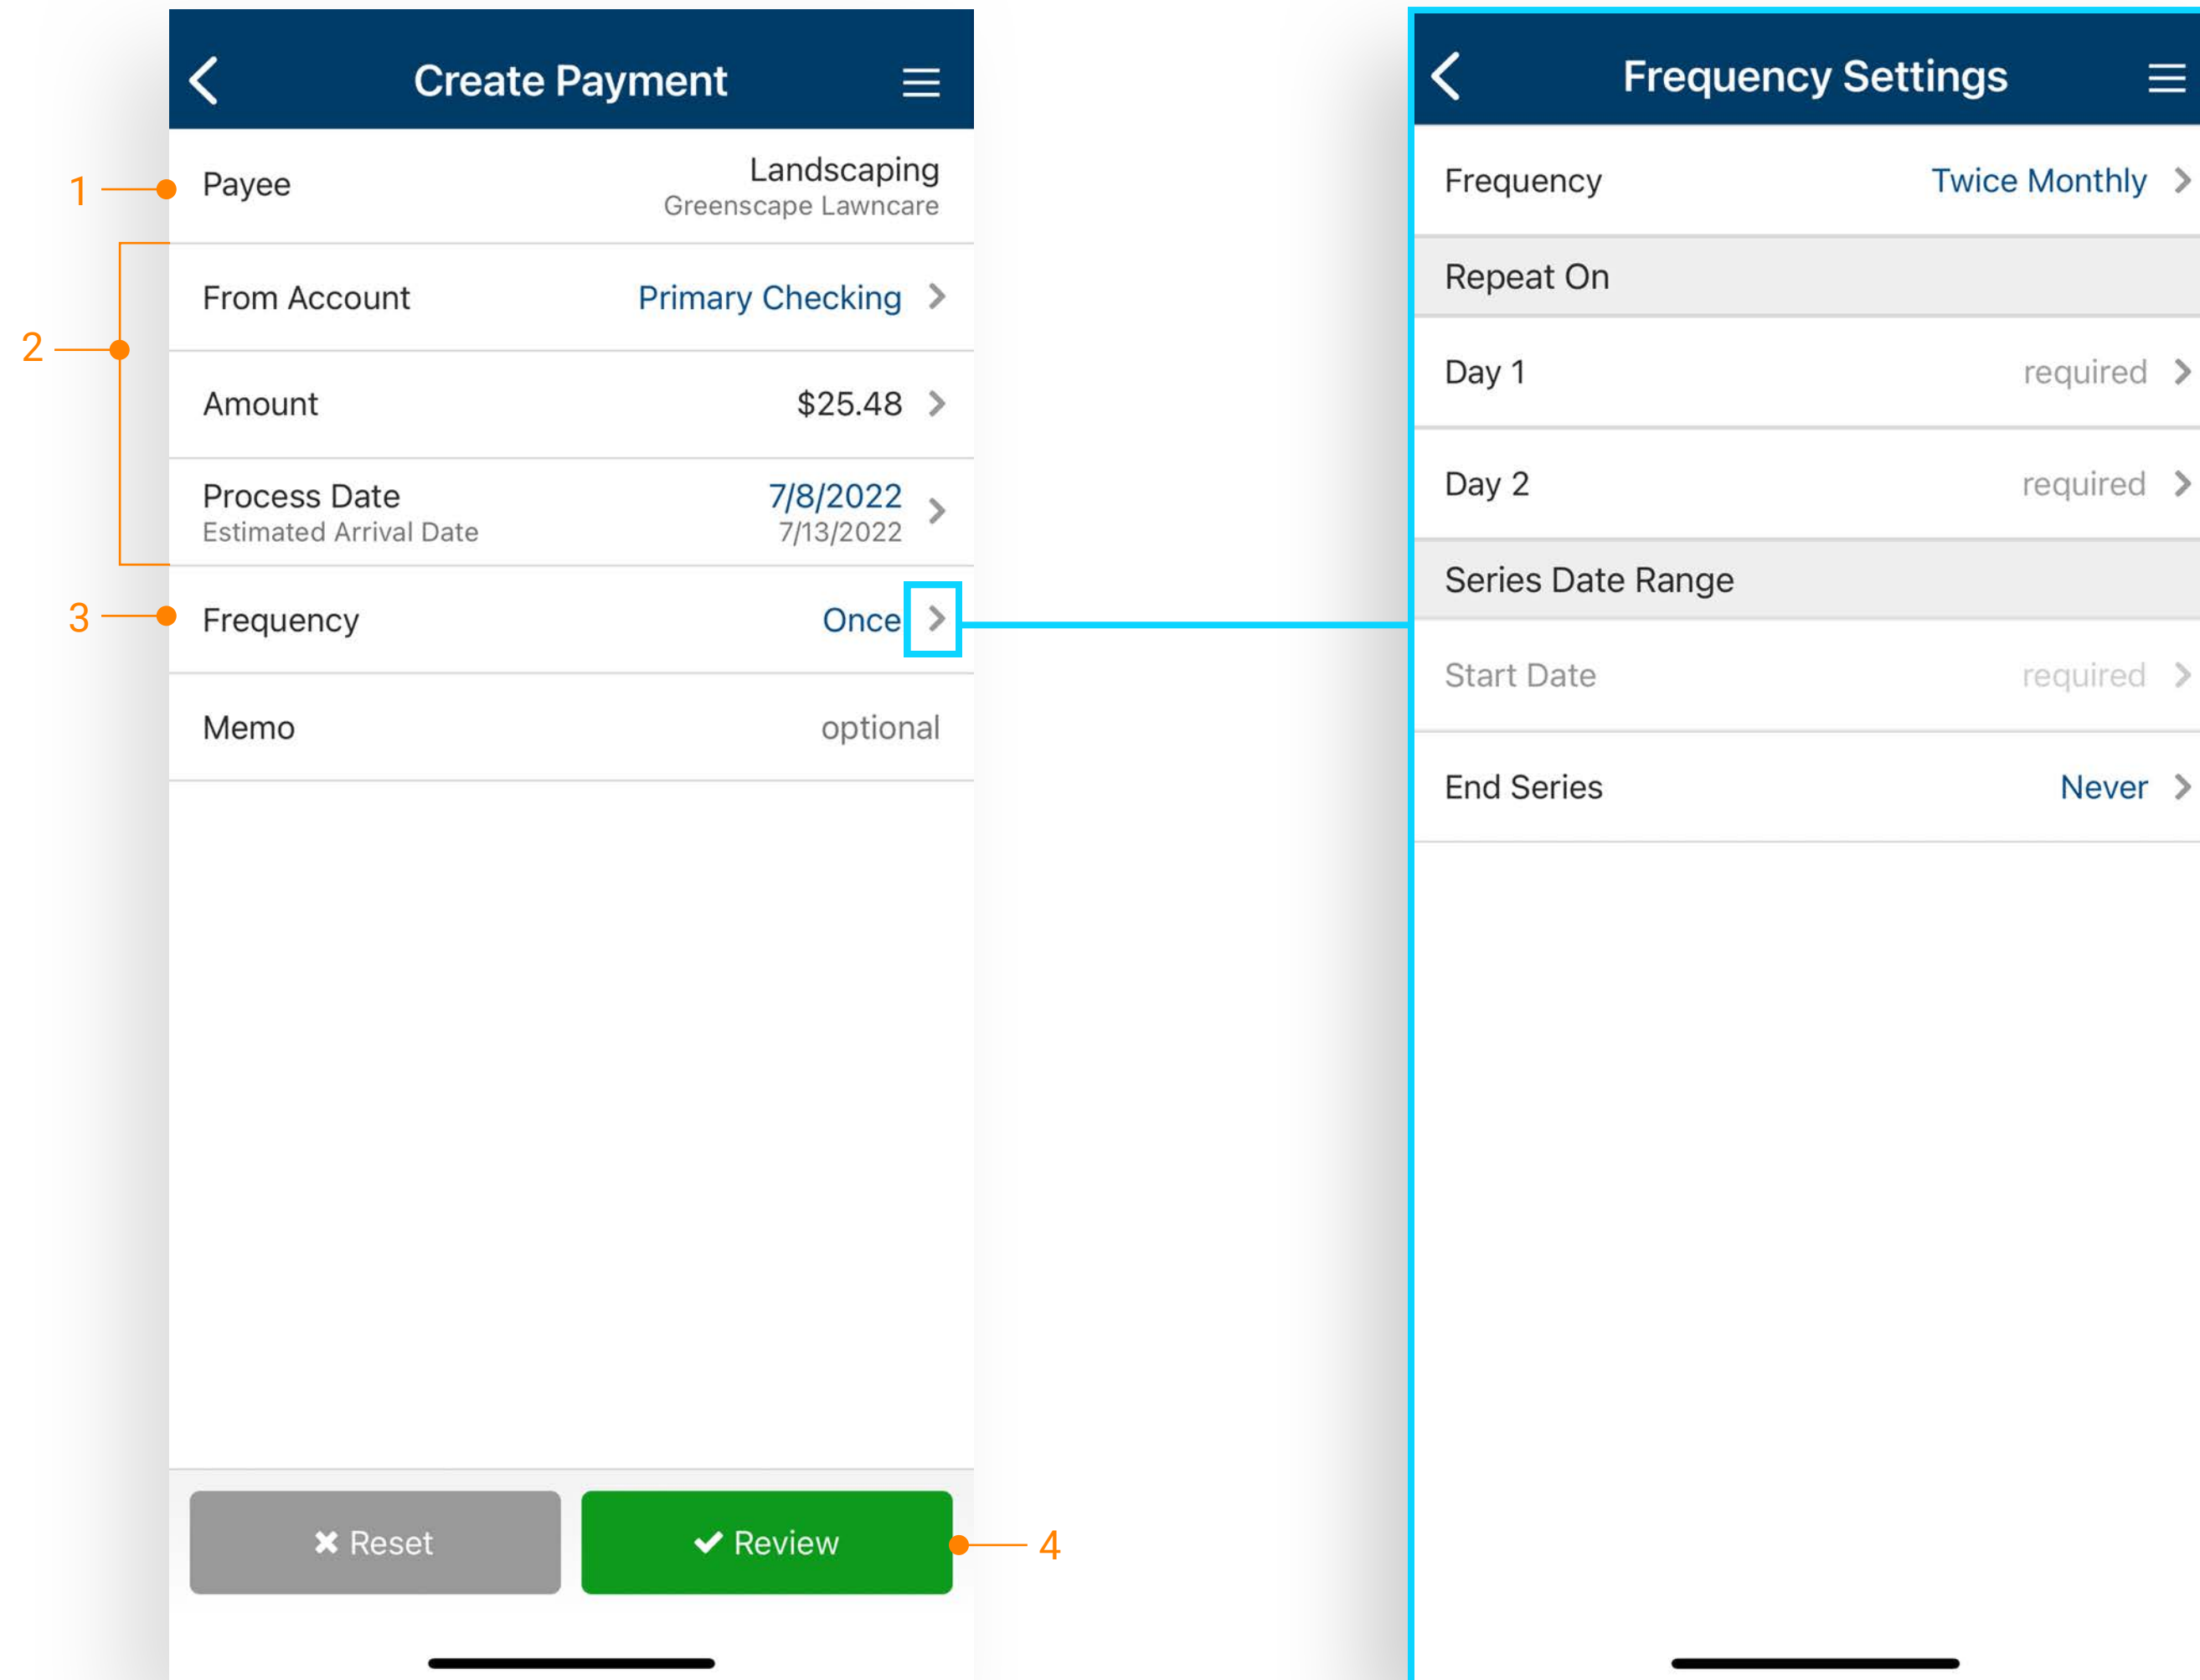 Create Payment
1
Payee
Landscaping
Greenscape Lawncare
2
From Account
Primary Checking
Amount
$25.48
Process Date
7/8/2022
Estimated Arrival Date
7/13/2022
3
Frequency
Once
Memo
optional
Reset
Review
4
Frequency Settings
Frequency
Twice Monthly
Repeat On
Day 1
required
Day 2
required
Series Date Range
Start Date
required
End Series
Never